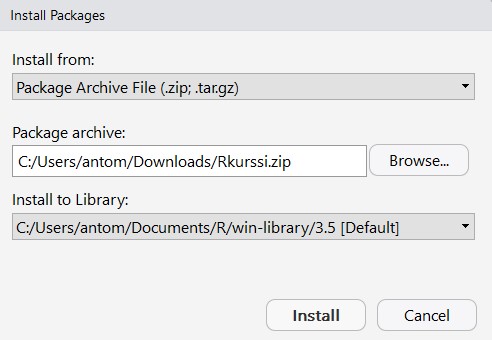 Install Packages
Install from:
Package Archive File (.zip; .tar.gz)
Package archive:
C:/Users/antom/Downloads/Rkurssi.zip
Browse...
Install to Library:
C:/Users/antom/Documents/R/win-library/3.5 [Default]
Install
Cancel